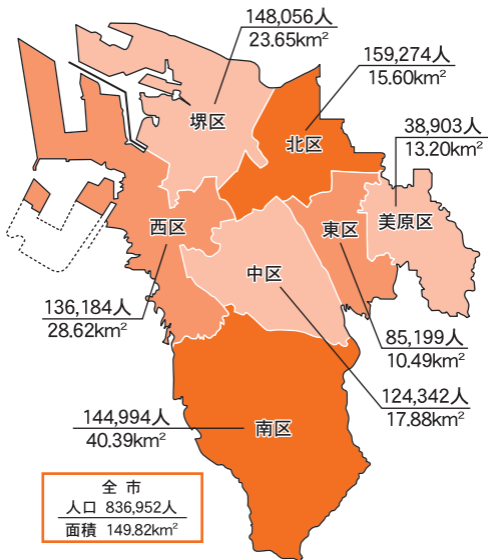 148,056人
23.65km²
159,274人
15.60km²
堺区
北区
38,903人
13.20km²
西区
東区
美原区
中区
136,184人
28.62km²
85,199人
10.49km²
124,342人
17.88km²
144,994人
40.39km²
南区
全 市
人口 836,952人
面積 149.82km²